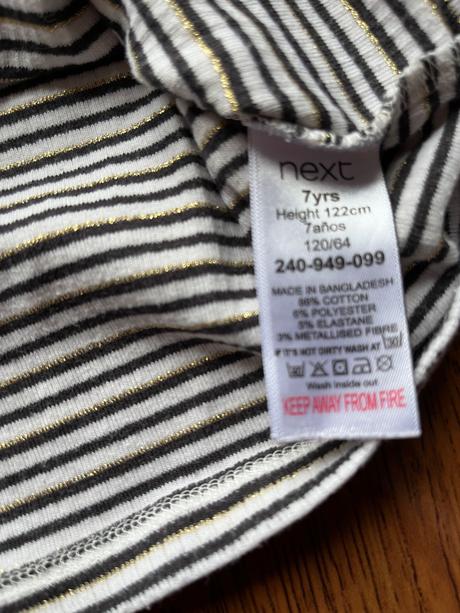 next
7yrs
Height 122cm
7años
120/64
240-949-099
MADE IN BANGLADESH
86% COTTON
6% POLYESTER
5% ELASTANE
3% METALLISED FIBRE
IF IT'S NOT DIRTY WASH AT 30
Wash inside out
KEEP AWAY FROM FIRE